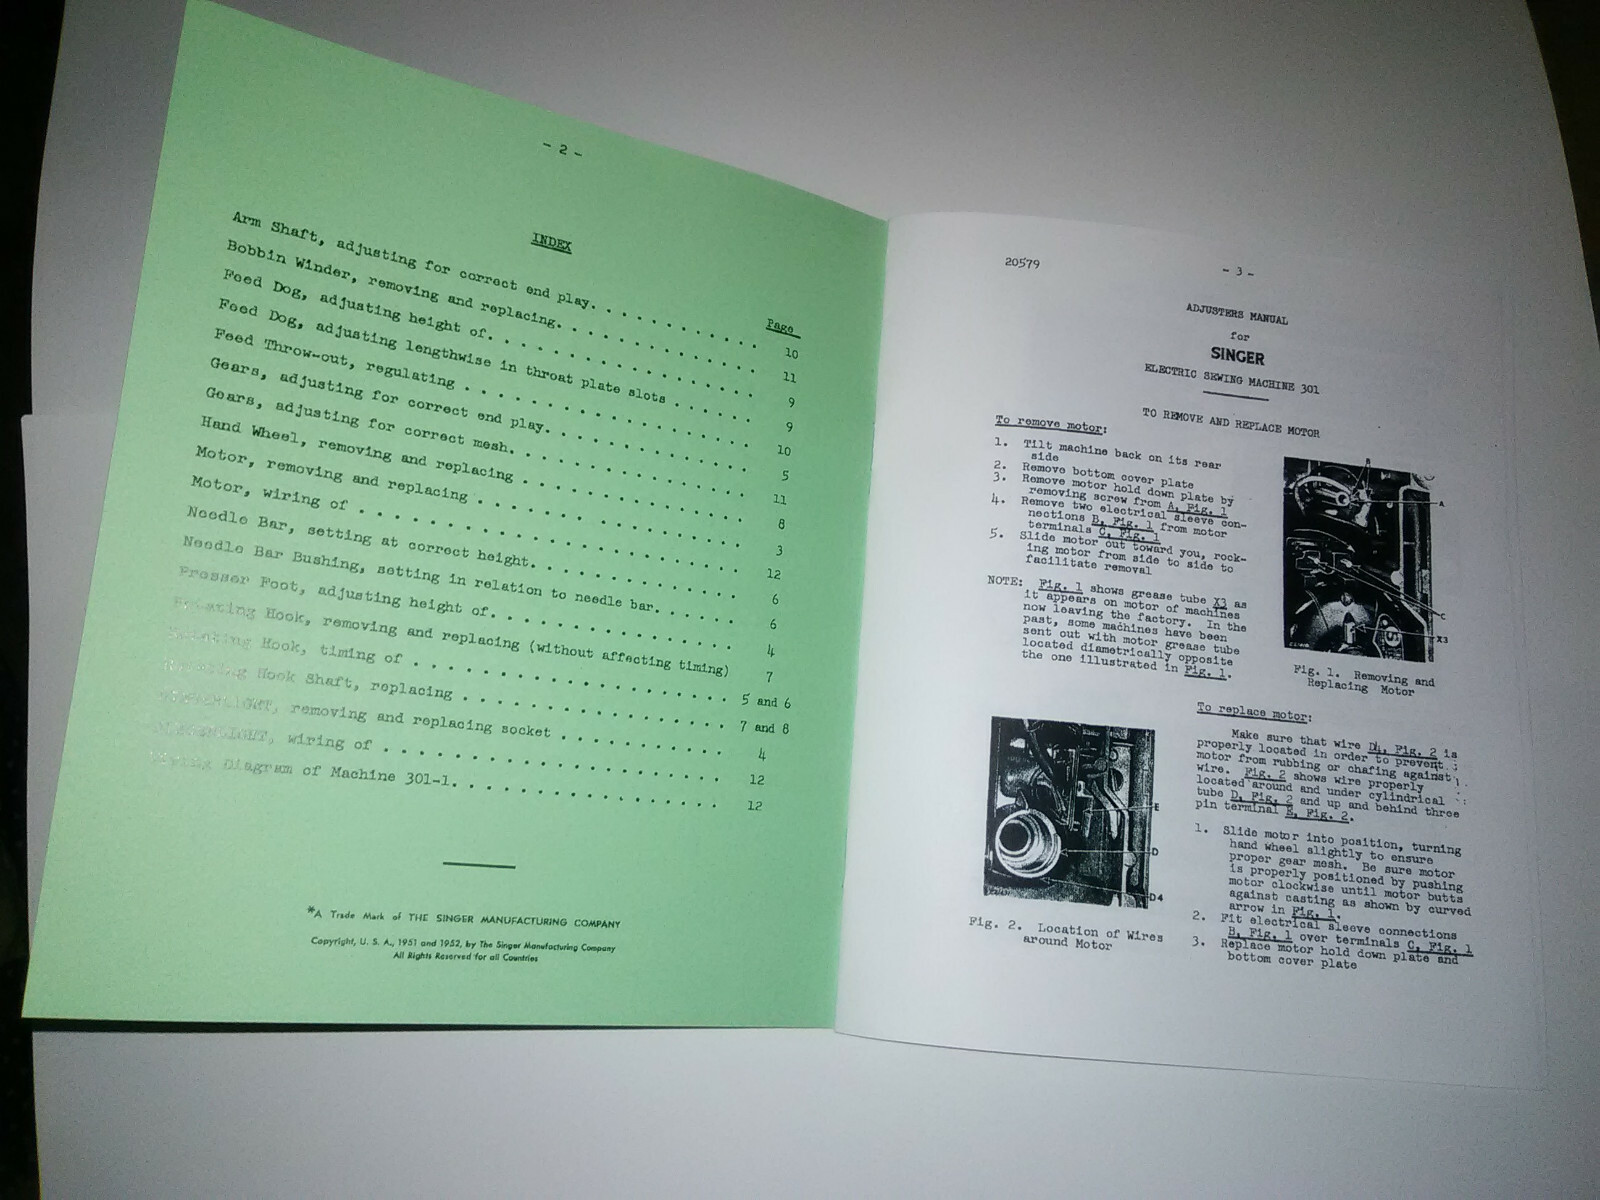 - 2 -
INDEX
Page
Arm Shaft, adjusting for correct end play. . . . . . . . . . . 10
Bobbin Winder, removing and replacing. . . . . . . . . . . . . 11
Feed Dog, adjusting height of. . . . . . . . . . . . . . . . . 9
Feed Dog, adjusting lengthwise in throat plate slots . . . . . . 9
Feed Throw-out, regulating . . . . . . . . . . . . . . . . . . 10
Gears, adjusting for correct end play. . . . . . . . . . . . . 5
Gears, adjusting for correct mesh. . . . . . . . . . . . . . . 11
Hand Wheel, removing and replacing . . . . . . . . . . . . . . 8
Motor, removing and replacing . . . . . . . . . . . . . . . . 3
Motor, wiring of . . . . . . . . . . . . . . . . . . . . . . . 12
Needle Bar, setting at correct height. . . . . . . . . . . . . 6
Needle Bar Bushing, setting in relation to needle bar. . . . . 6
Presser Foot, adjusting height of. . . . . . . . . . . . . . . 4
Rotating Hook, removing and replacing (without affecting timing) 7
Rotating Hook, timing of . . . . . . . . . . . . . . . . . . . 5 and 6
Rotating Hook Shaft, replacing . . . . . . . . . . . . . . . . 7 and 8
removing and replacing socket . . . . . . . . . . 4
wiring of . . . . . . . . . . . . . . . . . . . . 12
Wiring Diagram of Machine 301-1. . . . . . . . . . . . . . . . 12
*A Trade Mark of THE SINGER MANUFACTURING COMPANY
Copyright, U. S. A., 1951 and 1952, by The Singer Manufacturing Company
All Rights Reserved for all Countries
20579
- 3 -
ADJUSTERS MANUAL
for
SINGER
ELECTRIC SEWING MACHINE 301
TO REMOVE AND REPLACE MOTOR
To remove motor:
1. Tilt machine back on its rear
side
2. Remove bottom cover plate
3. Remove motor hold down plate by
removing screw from A, Fig. 1
4. Remove two electrical sleeve con-
nections B, Fig. 1 from motor
terminals C, Fig. 1
5. Slide motor out toward you, rock-
ing motor from side to side to
facilitate removal
NOTE: Fig. 1 shows grease tube X3 as
it appears on motor of machines
now leaving the factory. In the
past, some machines have been
sent out with motor grease tube
located diametrically opposite
the one illustrated in Fig. 1.
A
C
X3
Fig. 1. Removing and
Replacing Motor
E
D
D4
Fig. 2. Location of Wires
around Motor
To replace motor:
Make sure that wire D4, Fig. 2 is
properly located in order to prevent
motor from rubbing or chafing against
wire. Fig. 2 shows wire properly
located around and under cylindrical
tube D, Fig. 2 and up and behind three
pin terminal E, Fig. 2.
1. Slide motor into position, turning
hand wheel slightly to ensure
proper gear mesh. Be sure motor
is properly positioned by pushing
motor clockwise until motor butts
against casting as shown by curved
arrow in Fig. 1.
2. Fit electrical sleeve connections
B, Fig. 1 over terminals C, Fig. 1
3. Replace motor hold down plate and
bottom cover plate